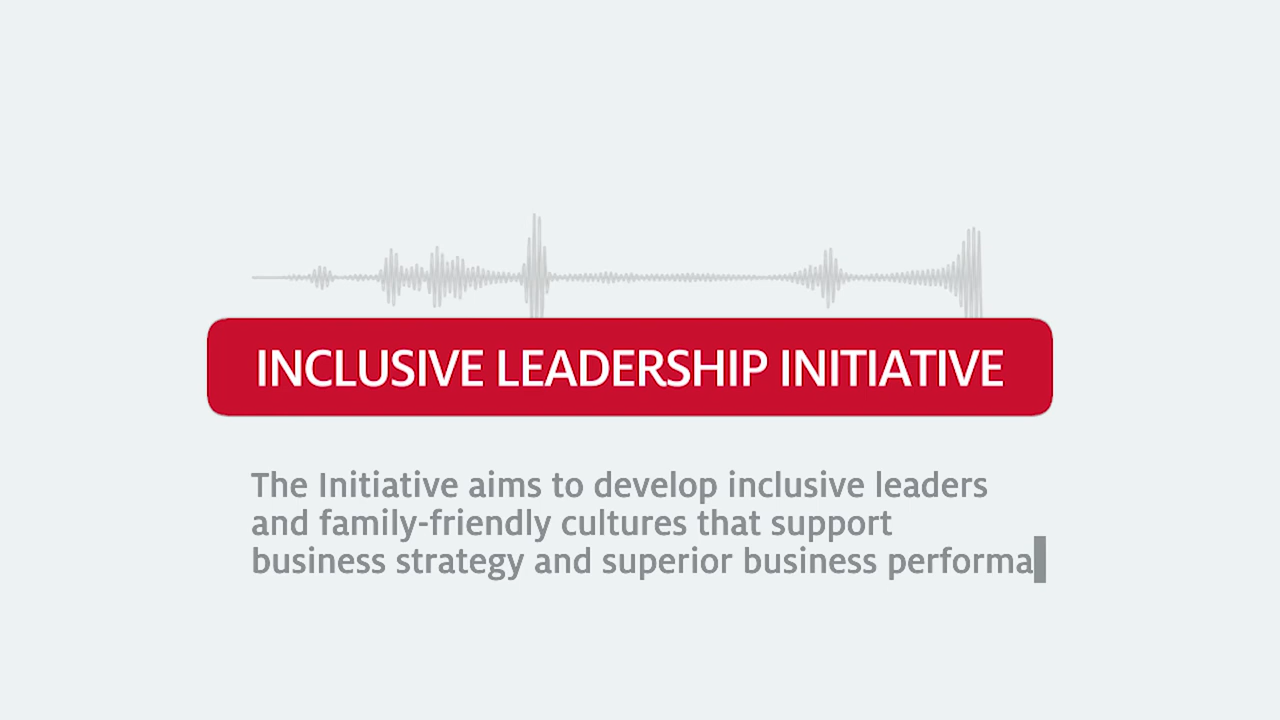 INCLUSIVE LEADERSHIP INITIATIVE
The Initiative aims to develop inclusive leaders
and family-friendly cultures that support
business strategy and superior business performa